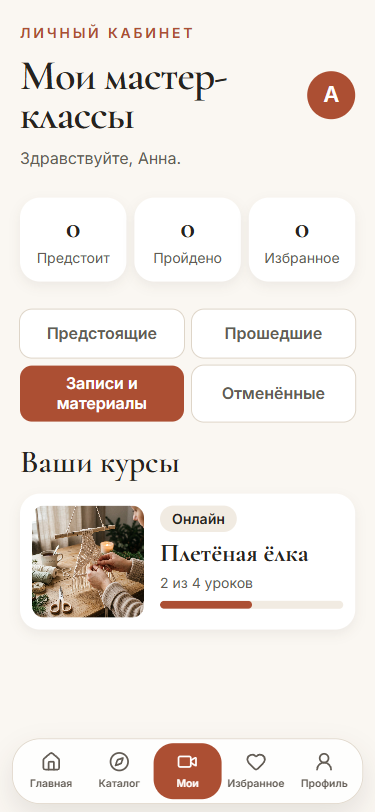 ЛИЧНЫЙ КАБИНЕТ
Мои мастер-
классы
А
Здравствуйте, Анна.
0
0
0
Предстоит
Пройдено
Избранное
Предстоящие
Прошедшие
Записи и
материалы
Отменённые
Ваши курсы
Онлайн
Плетёная ёлка
2 из 4 уроков
Главная
Каталог
Мои
Избранное
Профиль